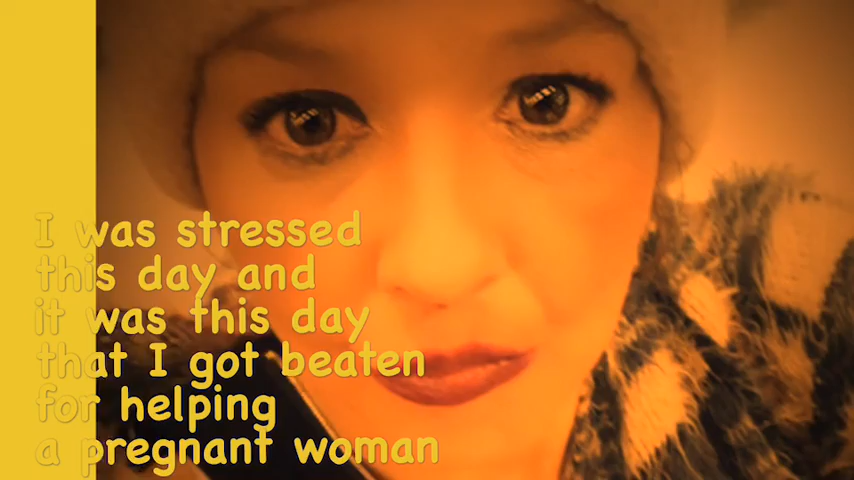 I was stressed
this day and
it was this day
that I got beaten
for helping
a pregnant woman